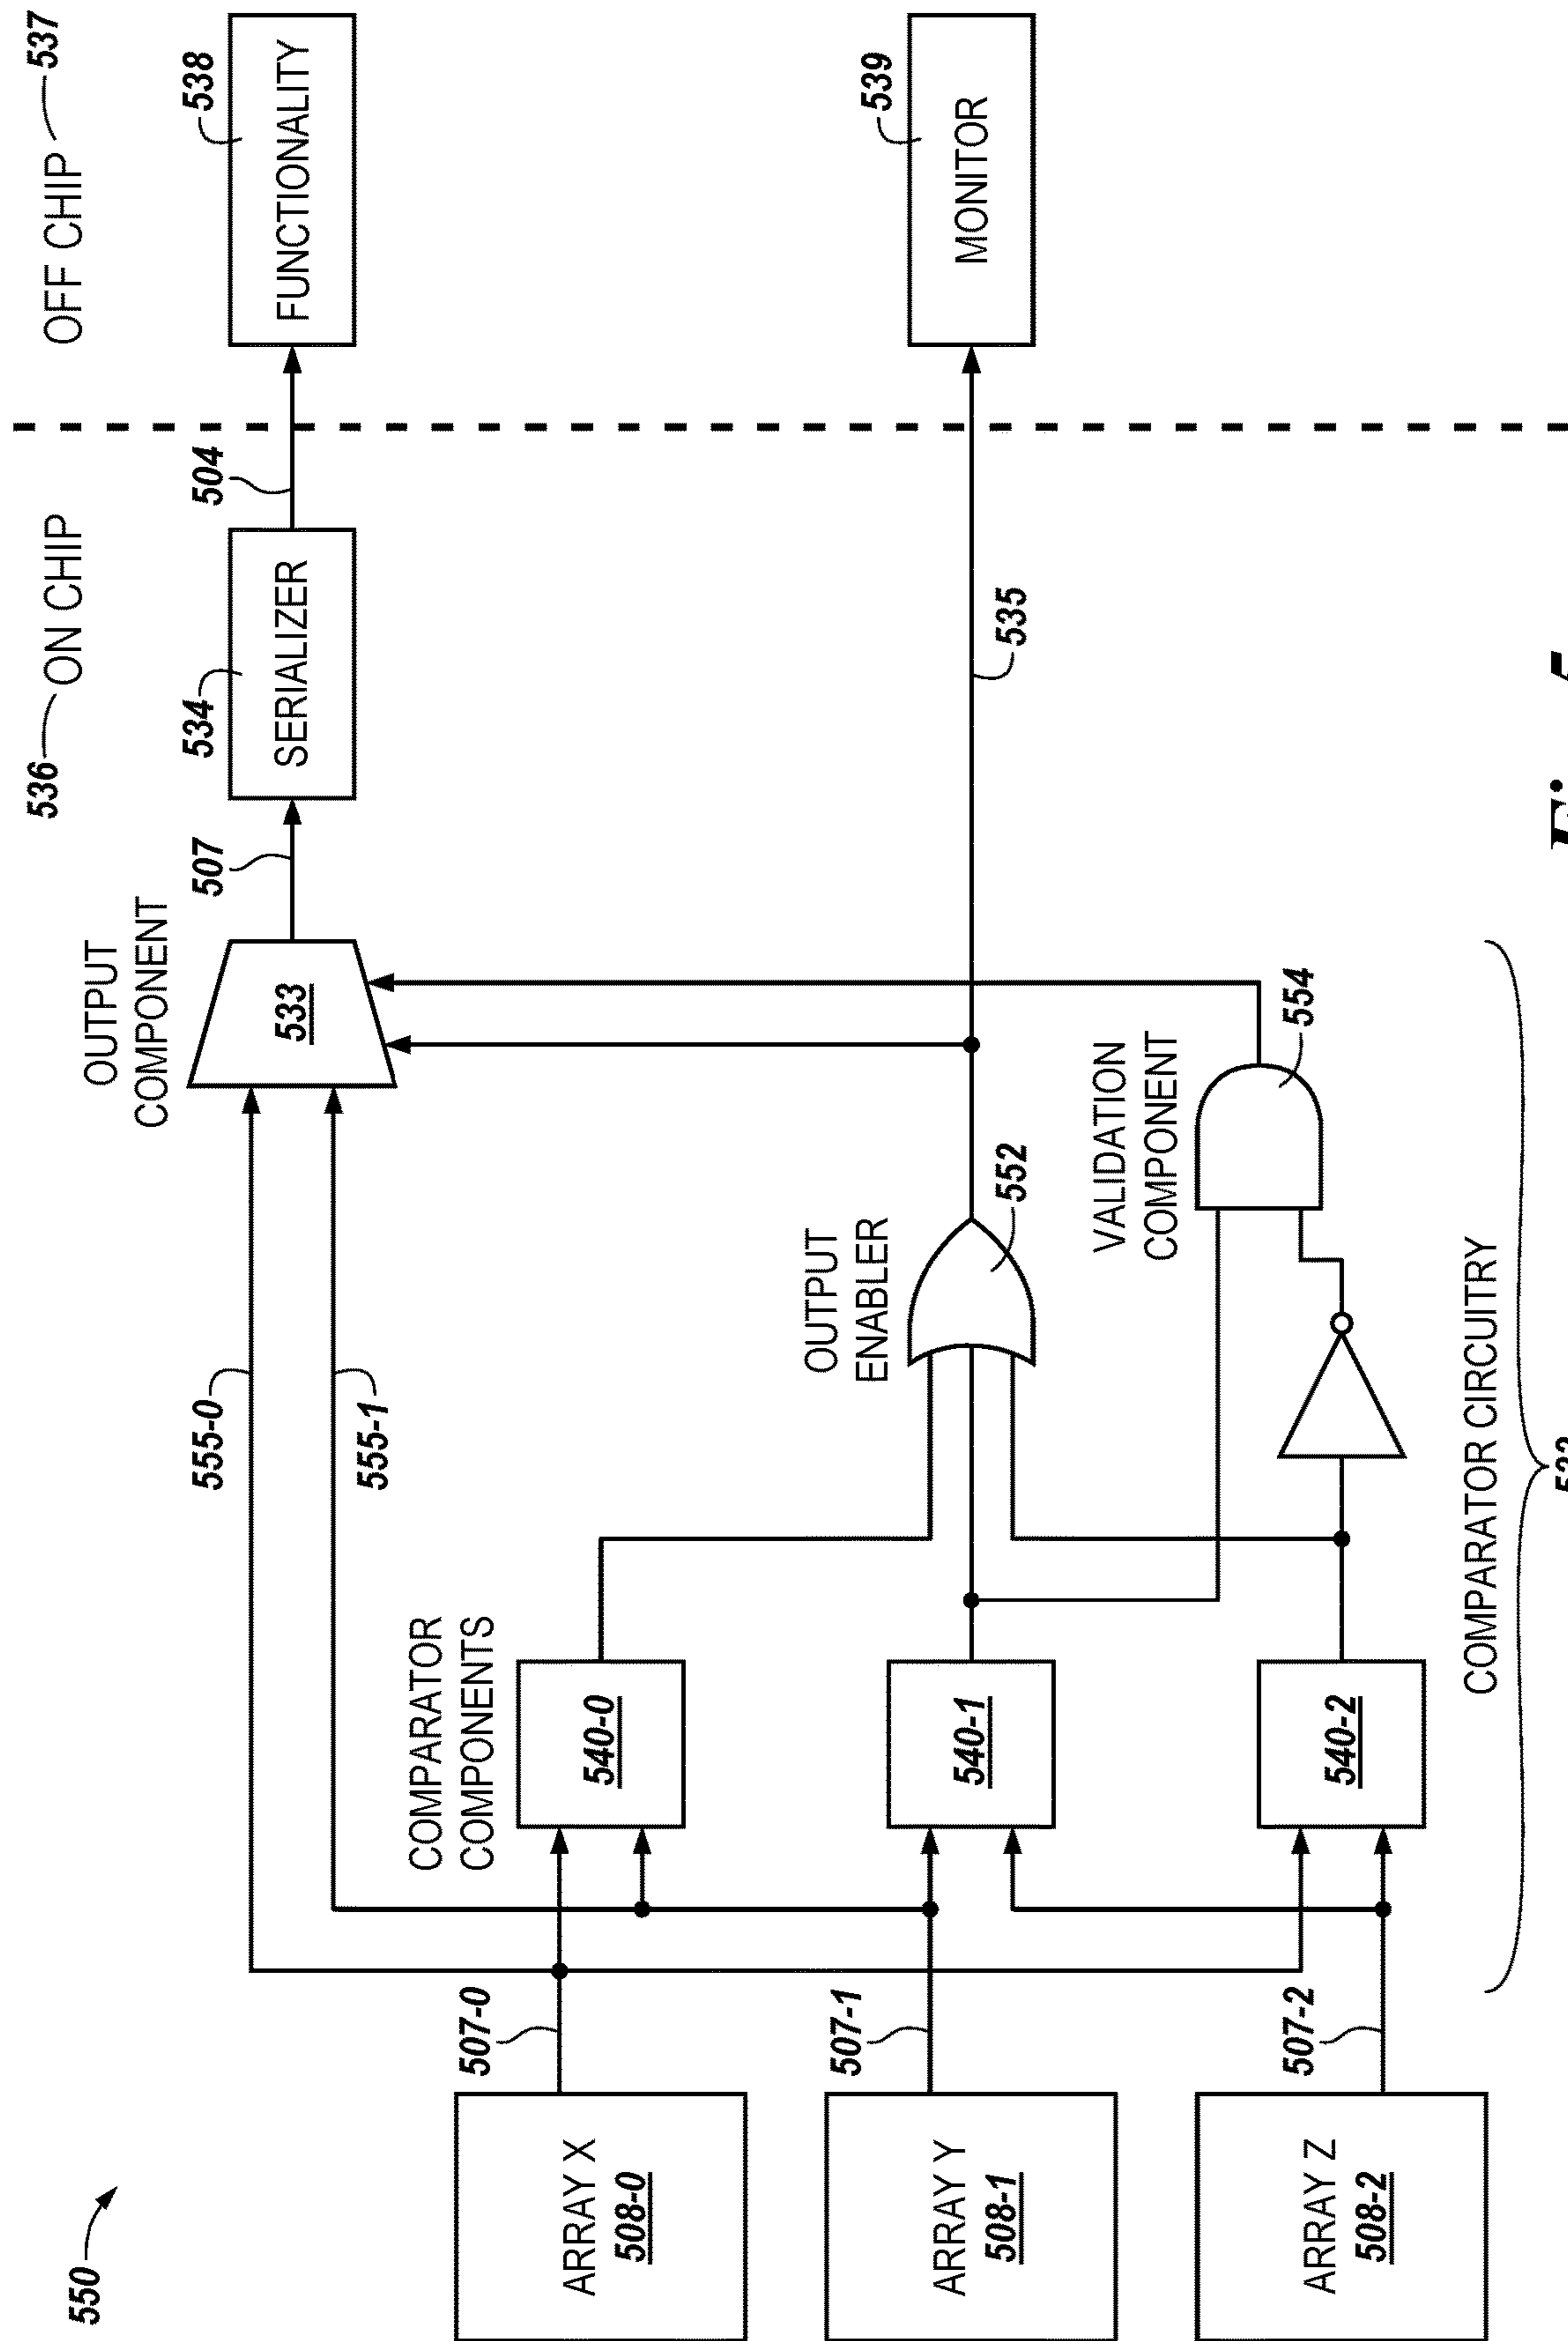 550
536
ON CHIP
OFF CHIP
537
OUTPUT
COMPONENT
533
507
534
SERIALIZER
504
538
FUNCTIONALITY
555-0
555-1
COMPARATOR
COMPONENTS
ARRAY X
508-0
507-0
540-0
OUTPUT
ENABLER
552
535
539
MONITOR
ARRAY Y
508-1
507-1
540-1
VALIDATION
COMPONENT
554
ARRAY Z
508-2
507-2
540-2
COMPARATOR CIRCUITRY